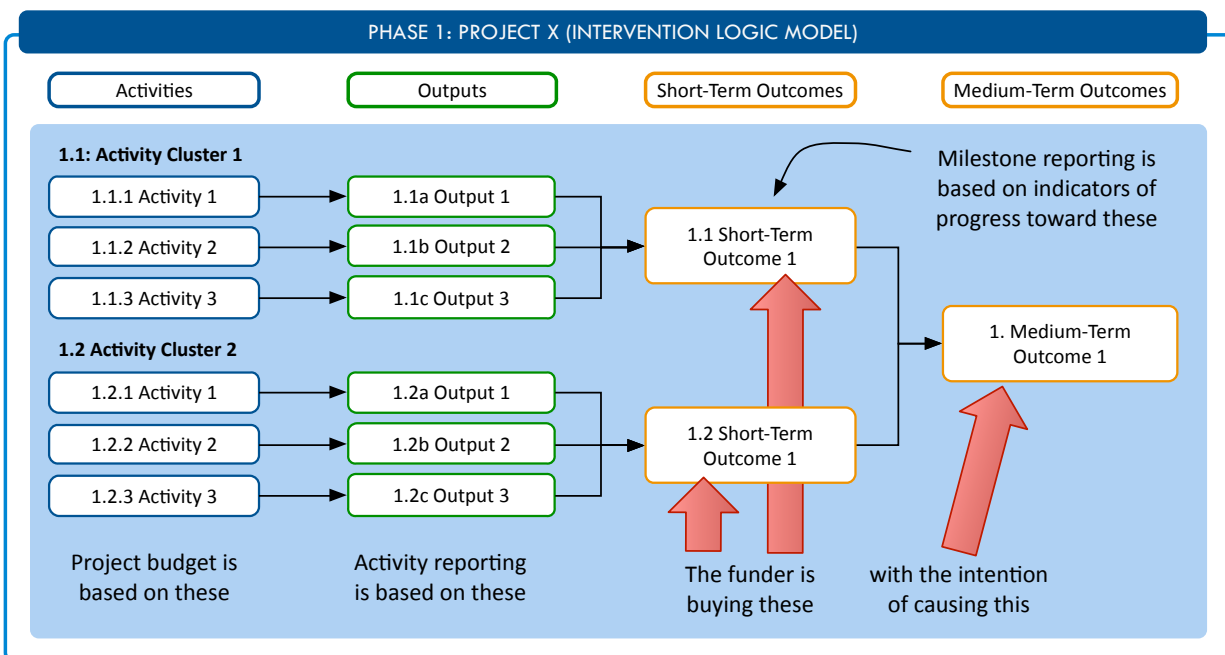 PHASE 1: PROJECT X (INTERVENTION LOGIC MODEL)
Activities
Outputs
Short-Term Outcomes
Medium-Term Outcomes
1.1: Activity Cluster 1
1.1.1 Activity 1
1.1a Output 1
1.1.2 Activity 2
1.1b Output 2
1.1.3 Activity 3
1.1c Output 3
1.1 Short-Term
Outcome 1
Milestone reporting is
based on indicators of
progress toward these
1.2 Activity Cluster 2
1.2.1 Activity 1
1.2a Output 1
1.2.2 Activity 2
1.2b Output 2
1.2.3 Activity 3
1.2c Output 3
1.2 Short-Term
Outcome 1
1. Medium-Term
Outcome 1
Project budget is
based on these
Activity reporting
is based on these
The funder is
buying these
with the intention
of causing this